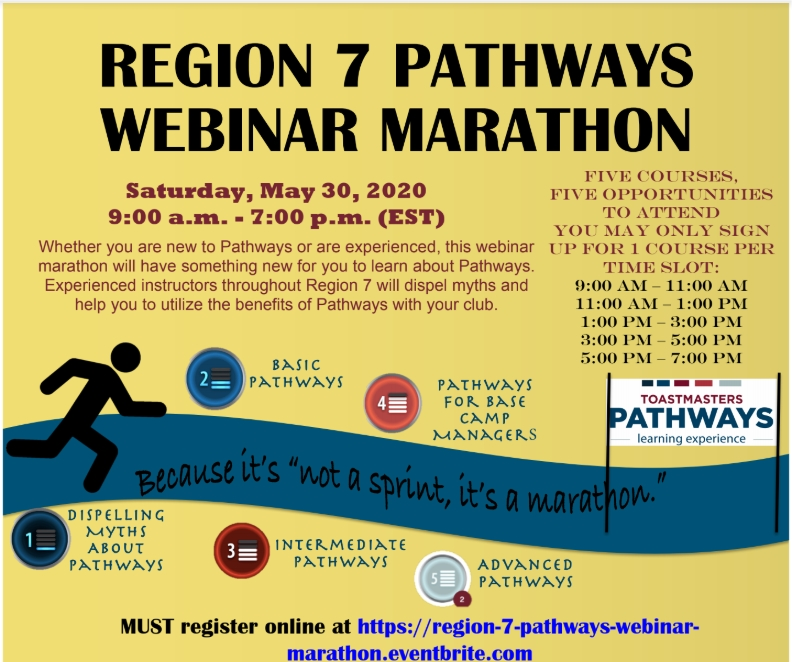 REGION 7 PATHWAYS
WEBINAR MARATHON
Saturday, May 30, 2020
9:00 a.m. - 7:00 p.m. (EST)
Whether you are new to Pathways or are experienced, this webinar
marathon will have something new for you to learn about Pathways.
Experienced instructors throughout Region 7 will dispel myths and
help you to utilize the benefits of Pathways with your club.
FIVE COURSES,
FIVE OPPORTUNITIES
TO ATTEND
YOU MAY ONLY SIGN
UP FOR 1 COURSE PER
TIME SLOT:
9:00 AM – 11:00 AM
11:00 AM – 1:00 PM
1:00 PM – 3:00 PM
3:00 PM – 5:00 PM
5:00 PM – 7:00 PM
2
BASIC
PATHWAYS
4
PATHWAYS
FOR BASE
CAMP
MANAGERS
TOASTMASTERS
PATHWAYS
learning experience
Because it's "not a sprint, it's a marathon."
1
DISPELLING
MYTHS
ABOUT
PATHWAYS
3
INTERMEDIATE
PATHWAYS
5
2
ADVANCED
PATHWAYS
MUST register online at https://region-7-pathways-webinar-
marathon.eventbrite.com